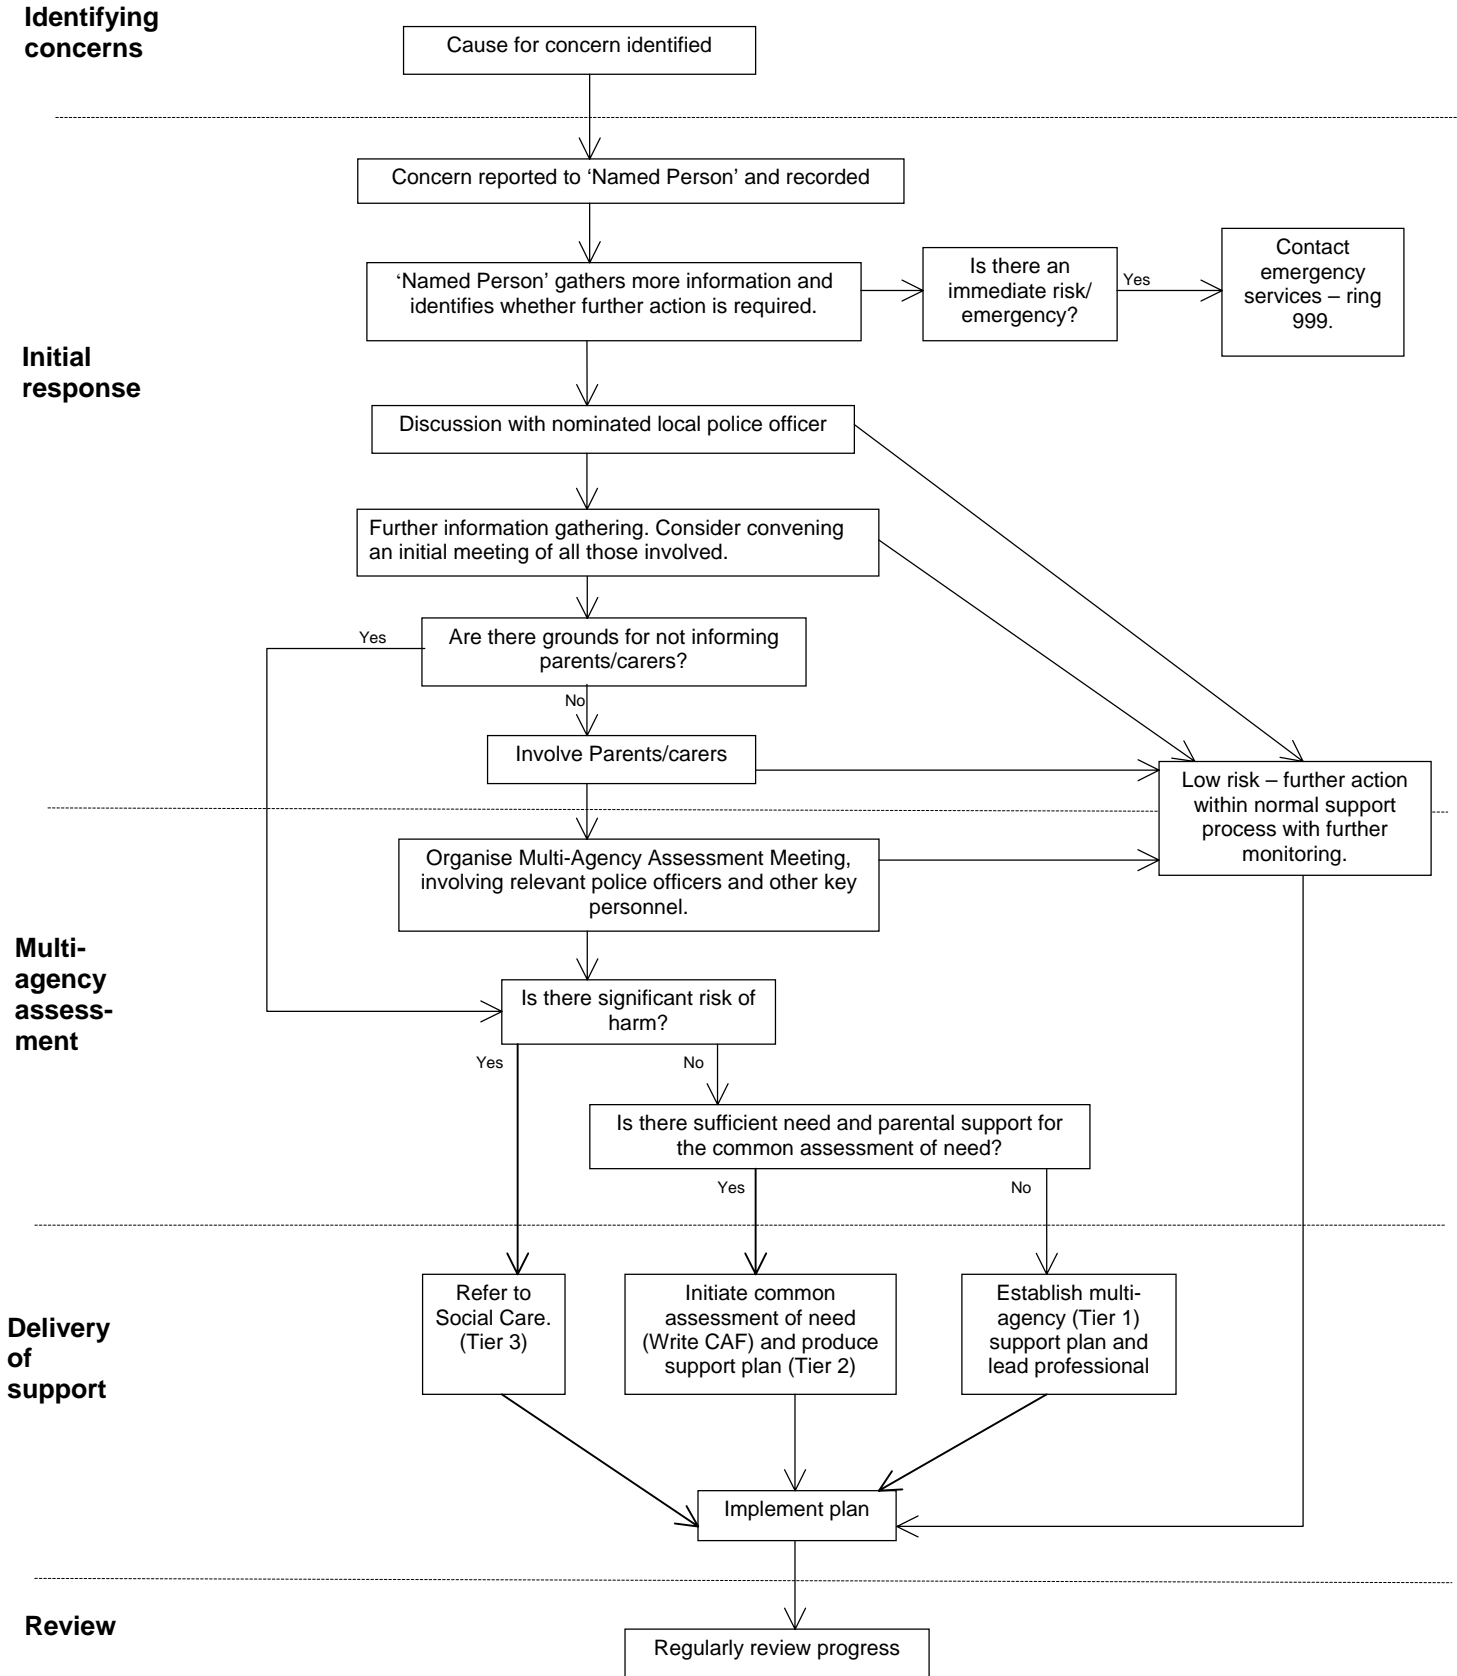 Identifying
concerns
Cause for concern identified
Concern reported to ‘Named Person’ and recorded
‘Named Person’ gathers more information and
identifies whether further action is required.
Is there an
immediate risk/
emergency?
Yes
Contact
emergency
services – ring
999.
Initial
response
Discussion with nominated local police officer
Further information gathering. Consider convening
an initial meeting of all those involved.
Yes
Are there grounds for not informing
parents/carers?
No
Involve Parents/carers
Low risk – further action
within normal support
process with further
monitoring.
Organise Multi-Agency Assessment Meeting,
involving relevant police officers and other key
personnel.
Multi-
agency
assess-
ment
Is there significant risk of
harm?
Yes
No
Is there sufficient need and parental support for
the common assessment of need?
Yes
No
Delivery
of
support
Refer to
Social Care.
(Tier 3)
Initiate common
assessment of need
(Write CAF) and produce
support plan (Tier 2)
Establish multi-
agency (Tier 1)
support plan and
lead professional
Implement plan
Review
Regularly review progress